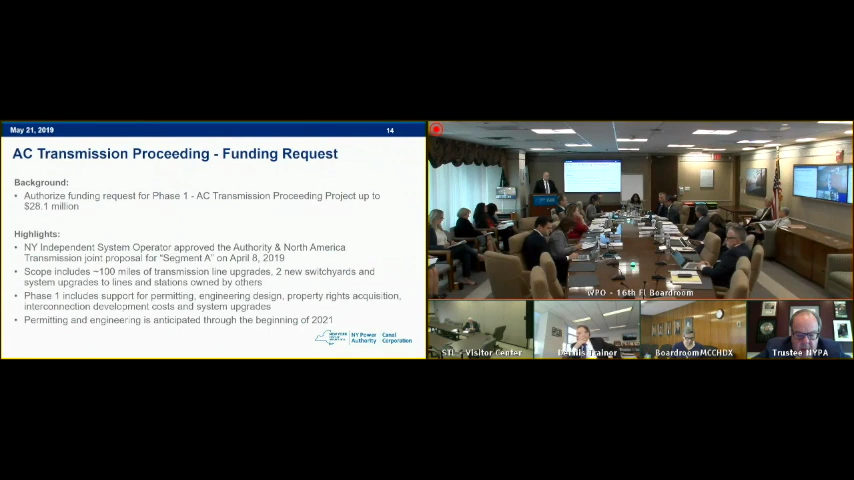 May 21, 2019
14
AC Transmission Proceeding - Funding Request
Background:
• Authorize funding request for Phase 1 - AC Transmission Proceeding Project up to
$28.1 million
Highlights:
• NY Independent System Operator approved the Authority & North America
Transmission joint proposal for "Segment A" on April 8, 2019
• Scope includes ~100 miles of transmission line upgrades, 2 new switchyards and
system upgrades to lines and stations owned by others
• Phase 1 includes support for permitting, engineering design, property rights acquisition,
interconnection development costs and system upgrades
• Permitting and engineering is anticipated through the beginning of 2021
NY Power
Authority
Canal
Corporation
WPO - 16th Fl Boardroom
STL - Visitor Center
Dennis Trainor
BoardroomMCCHDX
Trustee NYPA